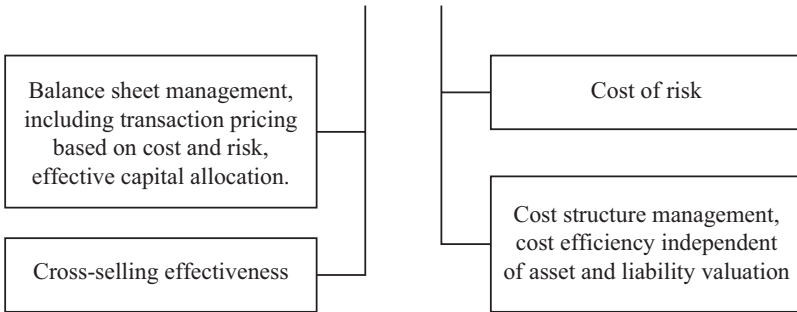 Balance sheet management,
including transaction pricing
based on cost and risk,
effective capital allocation.
Cross-selling effectiveness
Cost of risk
Cost structure management,
cost efficiency independent
of asset and liability valuation